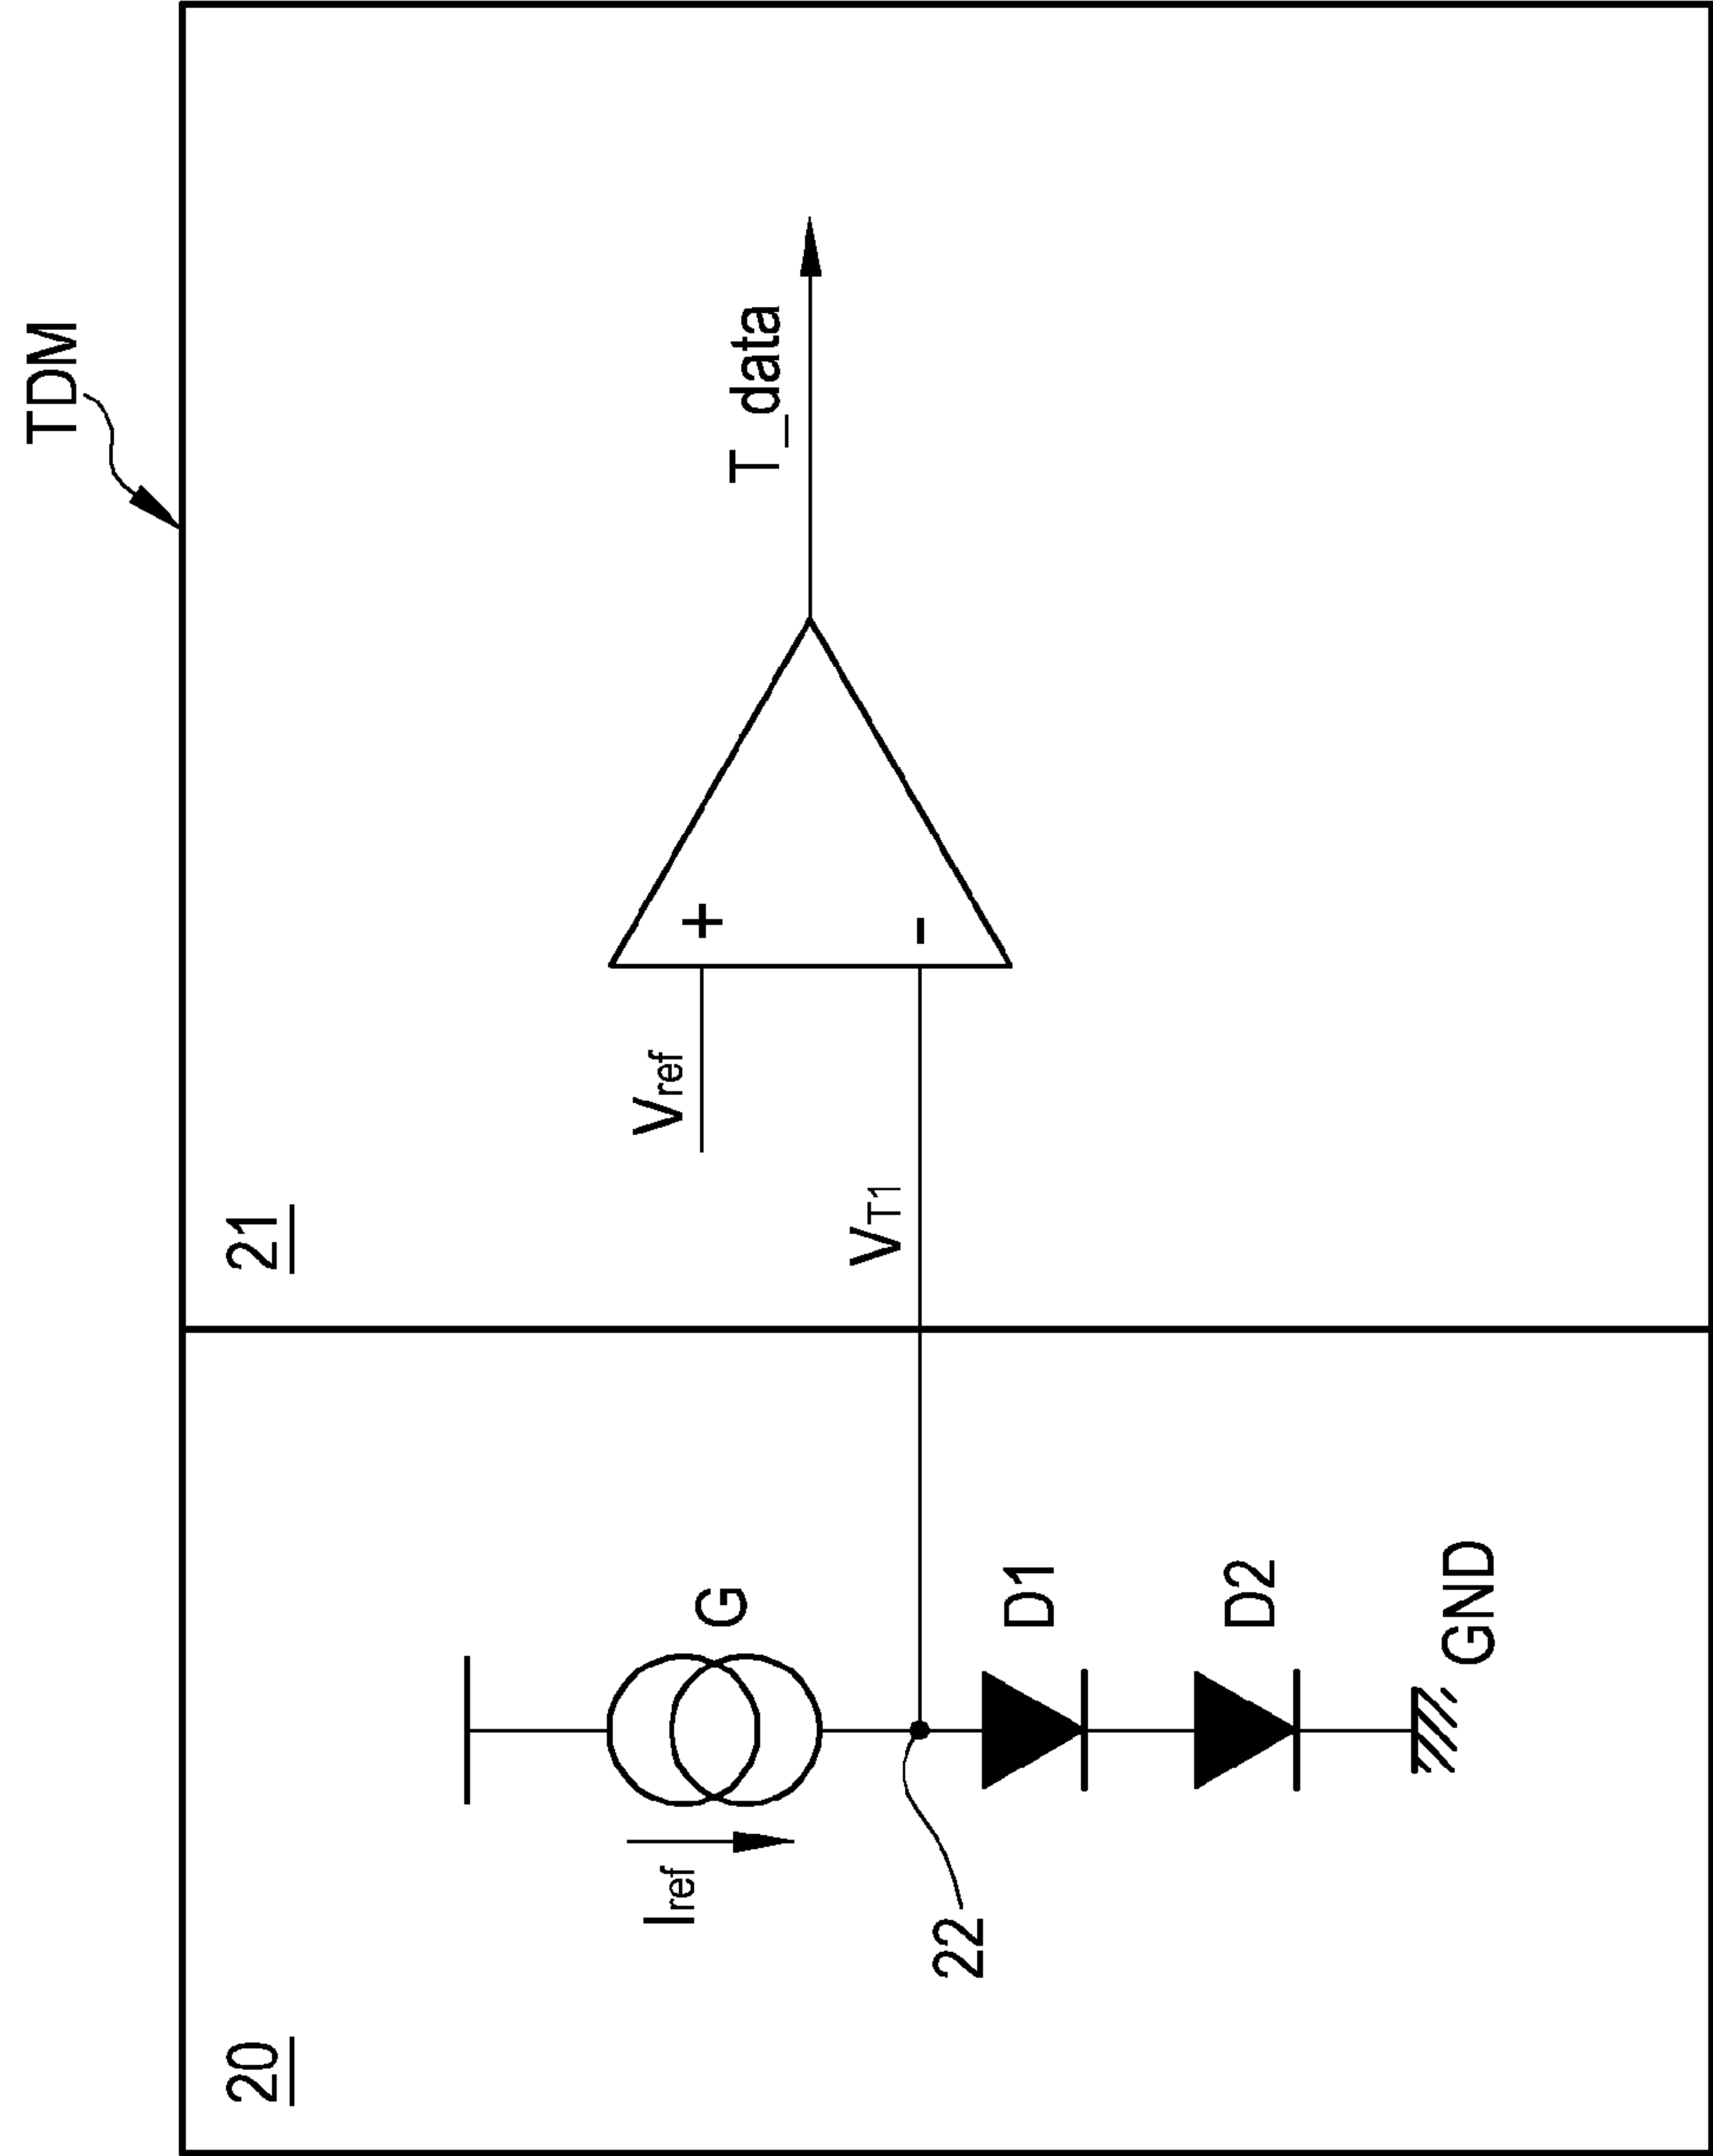 TDM
20
21
Iref
G
22
D1
D2
GND
VT1
Vref
+
-
T_data